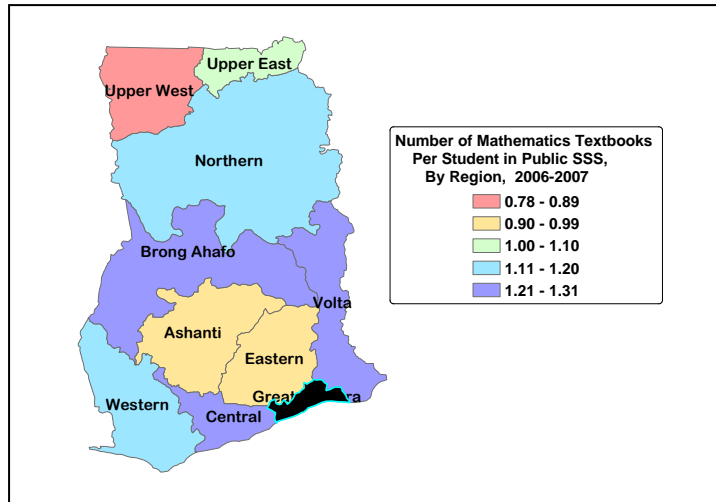 Upper East
Upper West
Northern
Brong Ahafo
Volta
Ashanti
Eastern
Western
Central
Number of Mathematics Textbooks
Per Student in Public SSS,
By Region, 2006-2007
0.78 - 0.89
0.90 - 0.99
1.00 - 1.10
1.11 - 1.20
1.21 - 1.31